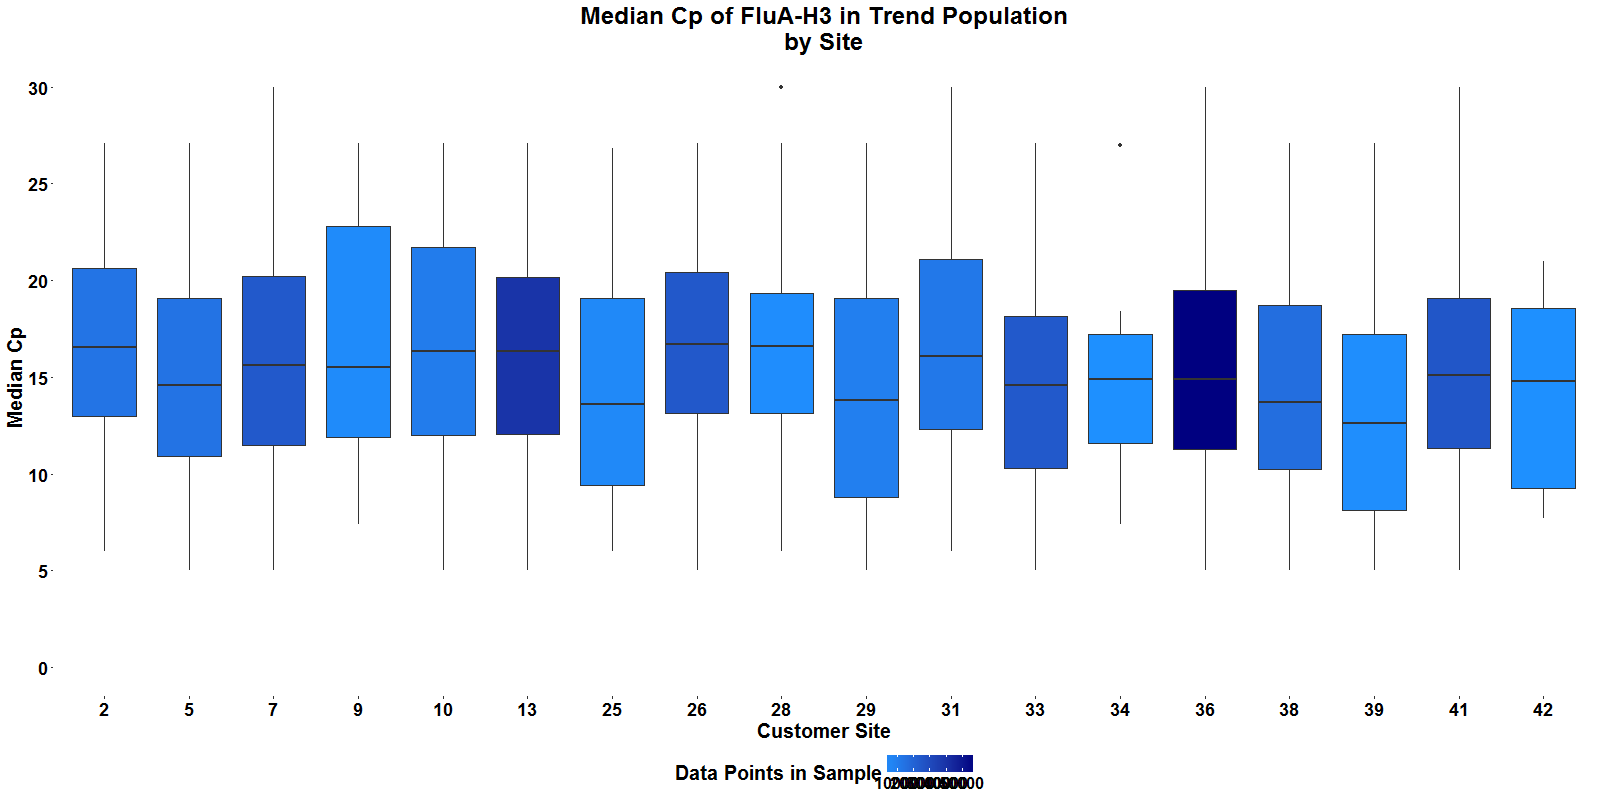 Median Cp of FluA-H3 in Trend Population
by Site
30
25
20
15
10
5
0
Median Cp
2 5 7 9 10 13 25 26 28 29 31 33 34 36 38 39 41 42
Customer Site
Data Points in Sample